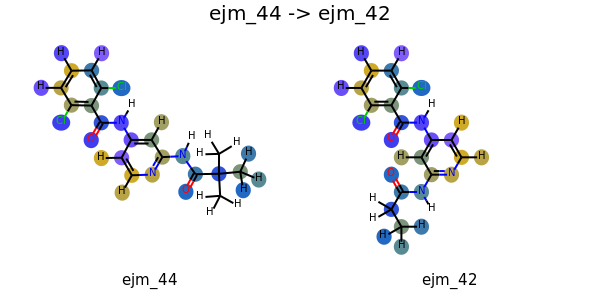 ejm_44 -> ejm_42
H H H H
H Cl H Cl
Cl H Cl H
N H N H
O O
H N H H H O H H
H N H H N
O H H H H N
H H H H H H
H H H
H
ejm_44 ejm_42